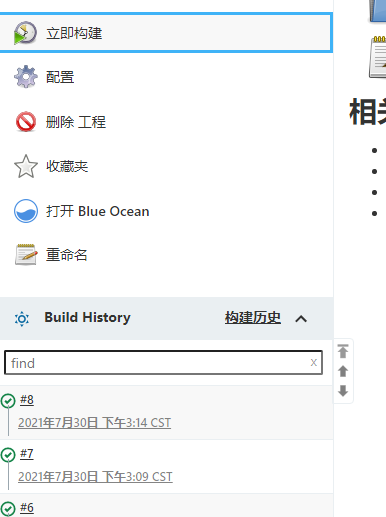 立即构建
配置
删除 工程
收藏夹
打开 Blue Ocean
重命名
相关
Build History 构建历史
find x
#8
2021年7月30日 下午3:14 CST
#7
2021年7月30日 下午3:09 CST
#6